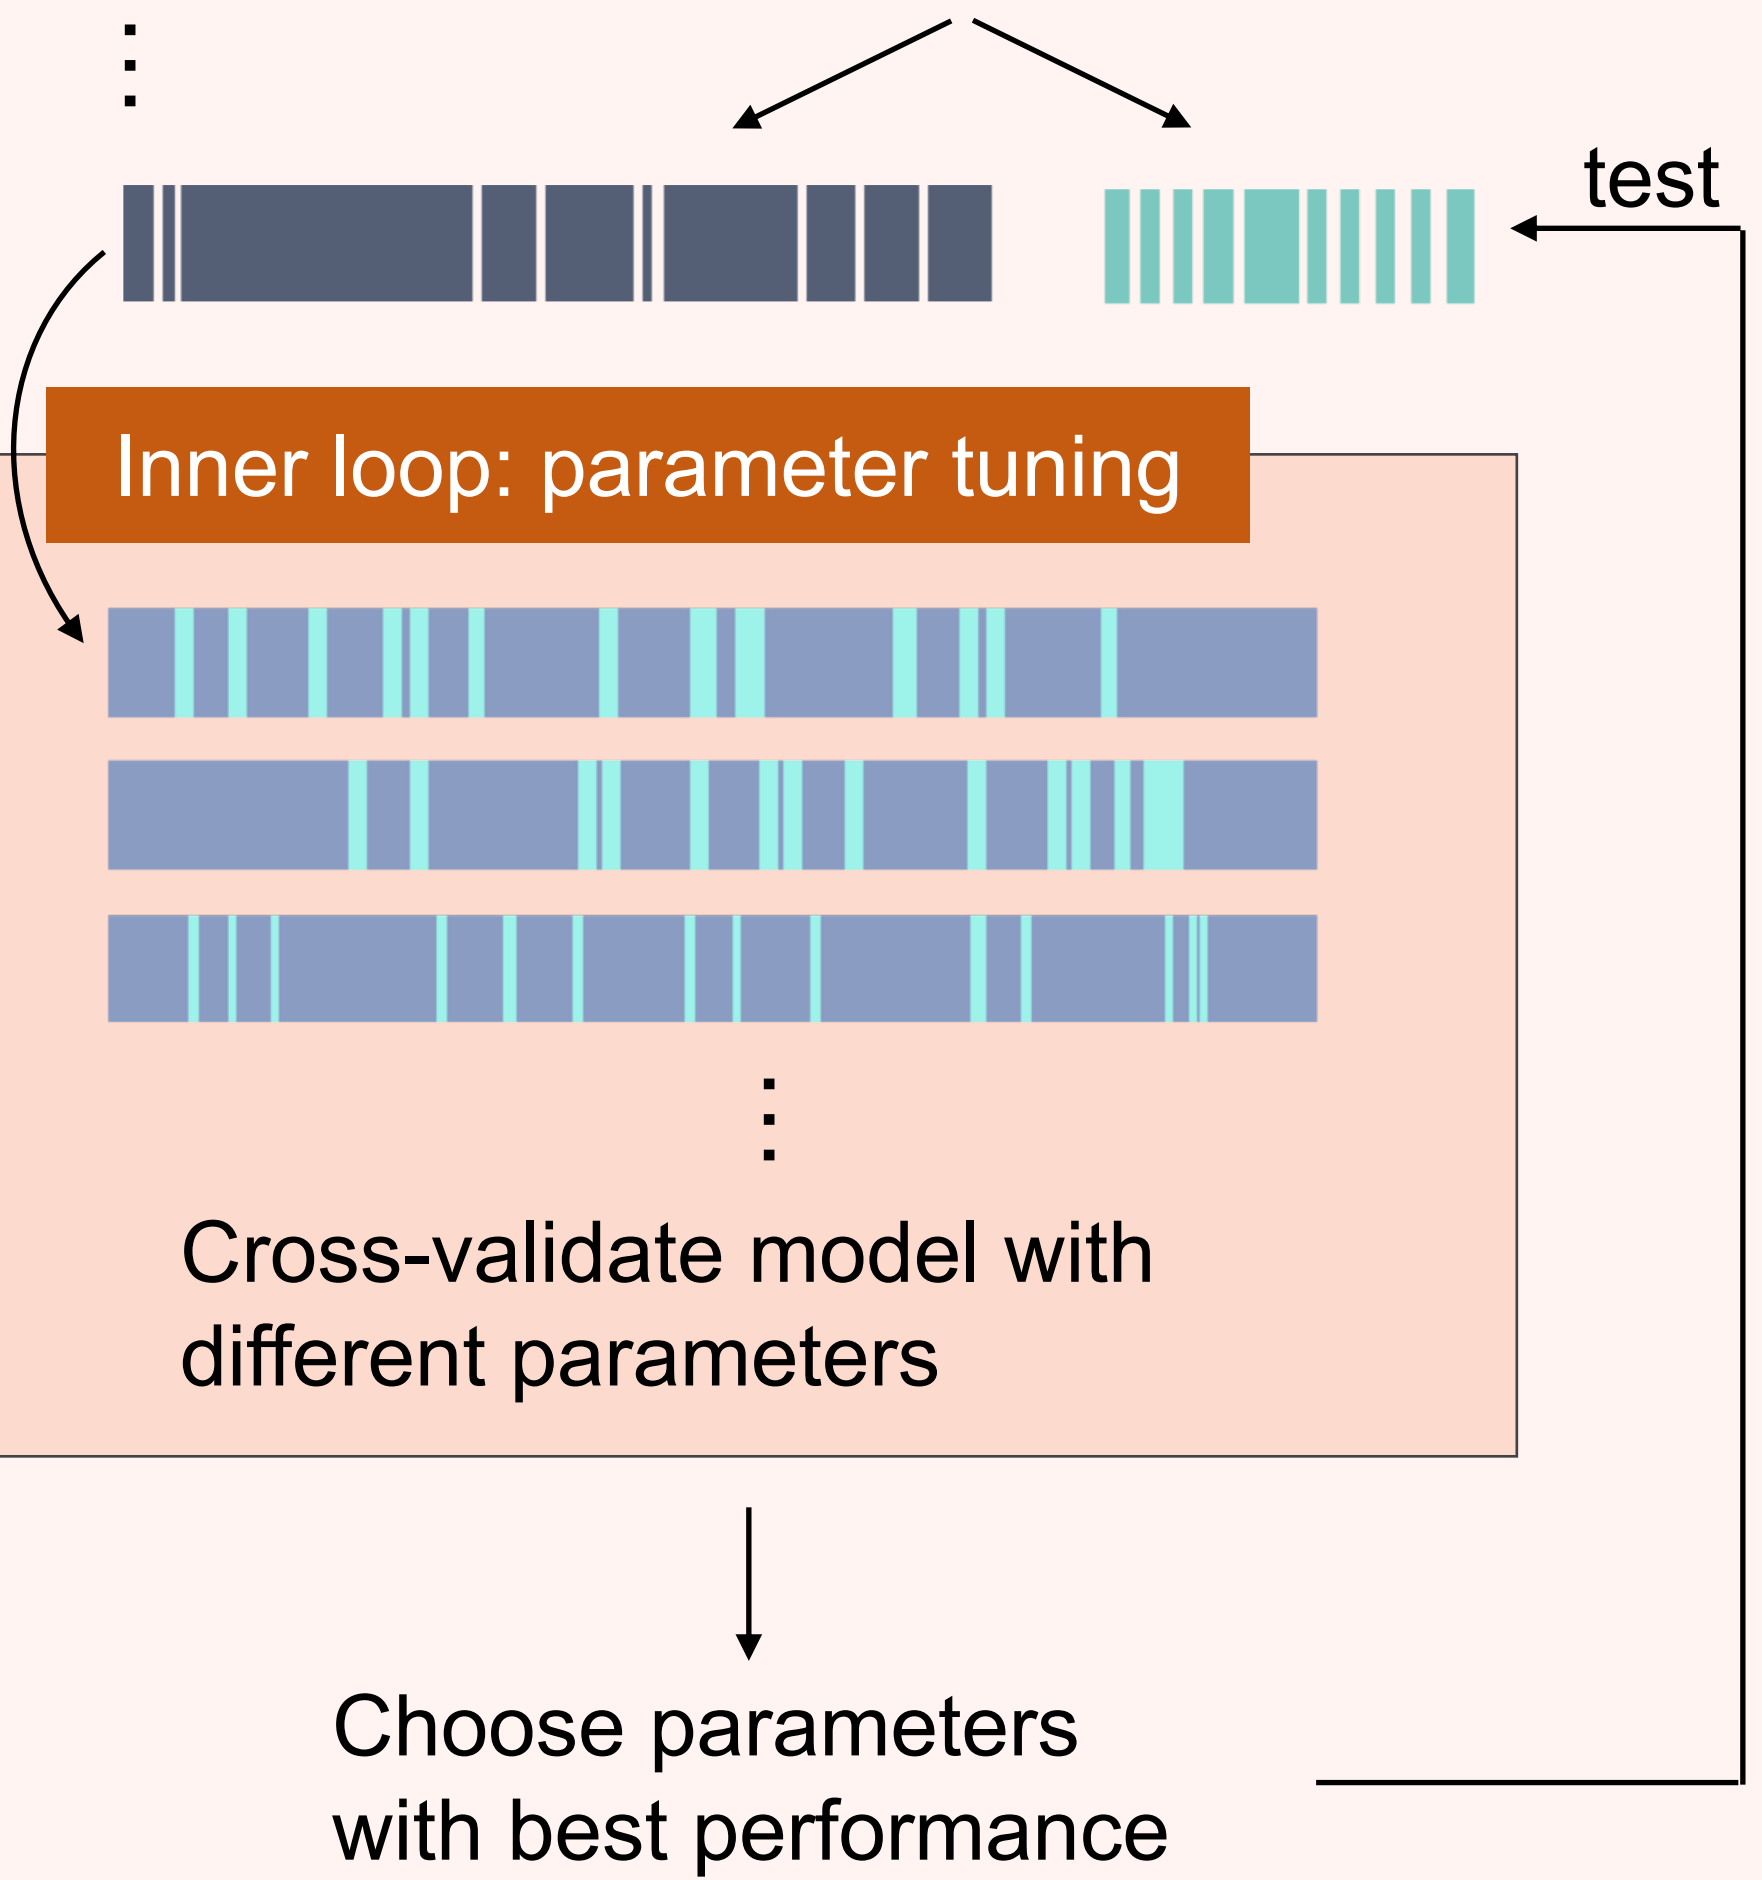 test
Inner loop: parameter tuning
Cross-validate model with
different parameters
Choose parameters
with best performance